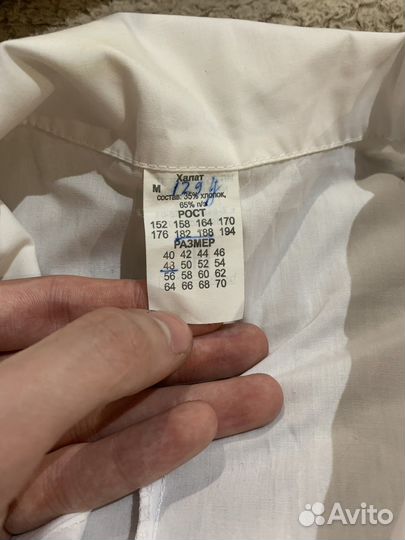 Халат
М 129у
состав: 35% хлопок,
65% п/э
РОСТ
152 158 164 170
176 182 188 194
РАЗМЕР
40 42 44 46
48 50 52 54
56 58 60 62
64 66 68 70
Avito